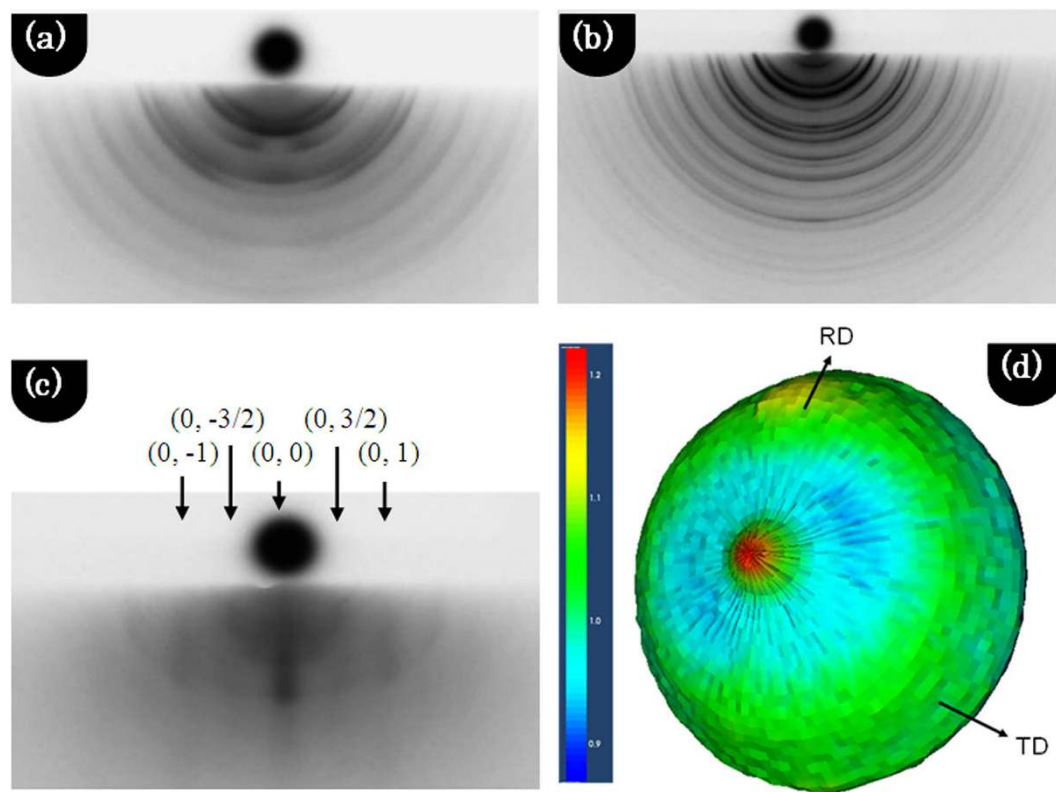 (a)
(b)
(c)
(0, -3/2) (0, 3/2)
(0, -1) (0, 0) (0, 1)
(d)
RD
1.2
1.1
1.0
0.9
TD